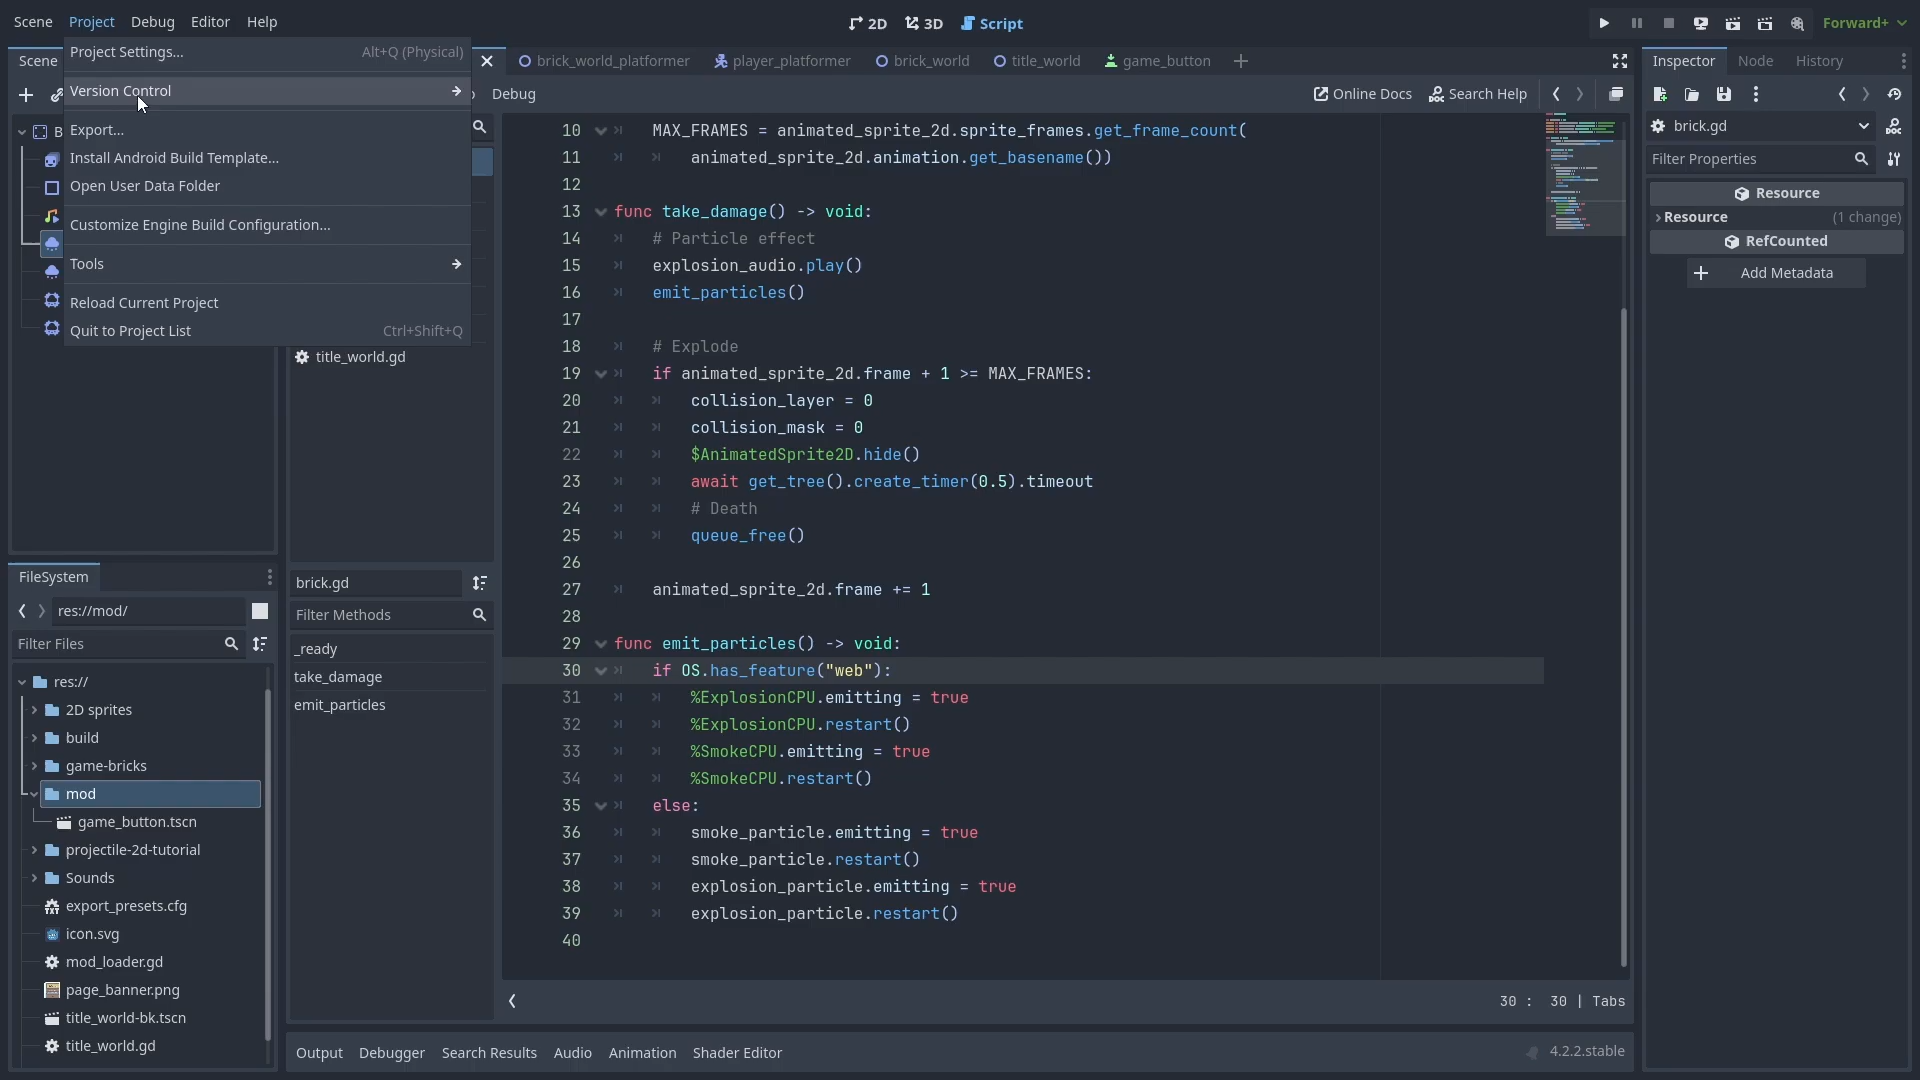 Scene Project Debug Editor Help
2D 3D Script
Forward+
Project Settings... Alt+Q (Physical)
Version Control
Export...
Install Android Build Template...
Open User Data Folder
Customize Engine Build Configuration...
Tools
Reload Current Project
Quit to Project List Ctrl+Shift+Q
Scene
B
title_world.gd
brick_world_platformer player_platformer brick_world title_world game_button
Debug
Online Docs Search Help
10 MAX_FRAMES = animated_sprite_2d.sprite_frames.get_frame_count(
11 animated_sprite_2d.animation.get_basename())
12
13 func take_damage() -> void:
14 # Particle effect
15 explosion_audio.play()
16 emit_particles()
17
18 # Explode
19 if animated_sprite_2d.frame + 1 >= MAX_FRAMES:
20 collision_layer = 0
21 collision_mask = 0
22 $AnimatedSprite2D.hide()
23 await get_tree().create_timer(0.5).timeout
24 # Death
25 queue_free()
26
27 animated_sprite_2d.frame += 1
28
29 func emit_particles() -> void:
30 if OS.has_feature("web"):
31 %ExplosionCPU.emitting = true
32 %ExplosionCPU.restart()
33 %SmokeCPU.emitting = true
34 %SmokeCPU.restart()
35 else:
36 smoke_particle.emitting = true
37 smoke_particle.restart()
38 explosion_particle.emitting = true
39 explosion_particle.restart()
40
30 : 30 | Tabs
FileSystem
res://mod/
Filter Files
res://
2D sprites
build
game-bricks
mod
game_button.tscn
projectile-2d-tutorial
Sounds
export_presets.cfg
icon.svg
mod_loader.gd
page_banner.png
title_world-bk.tscn
title_world.gd
brick.gd
Filter Methods
_ready
take_damage
emit_particles
Output Debugger Search Results Audio Animation Shader Editor
4.2.2.stable
Inspector Node History
brick.gd
Filter Properties
Resource
Resource (1 change)
RefCounted
Add Metadata